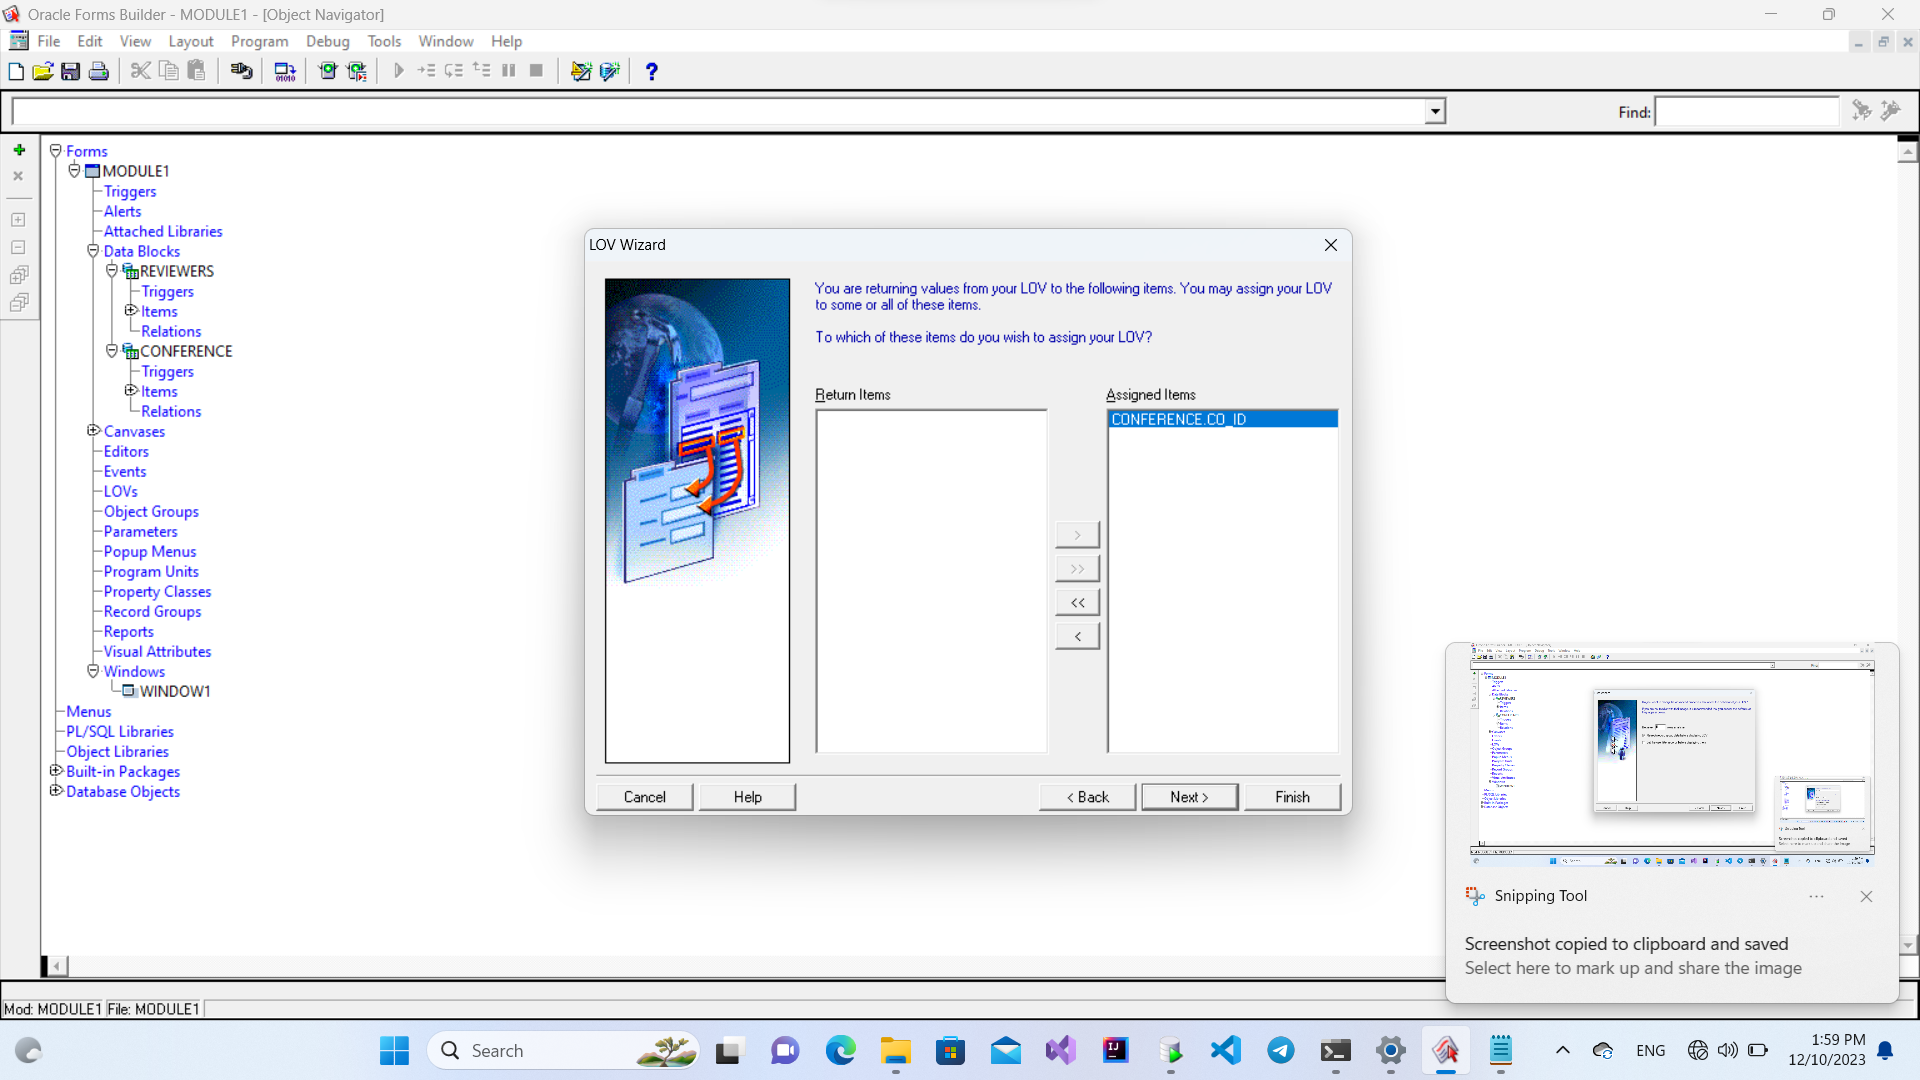 Oracle Forms Builder - MODULE1 - [Object Navigator]
File Edit View Layout Program Debug Tools Window Help
Find:
Forms
MODULE1
Triggers
Alerts
Attached Libraries
Data Blocks
REVIEWERS
Triggers
Items
Relations
CONFERENCE
Triggers
Items
Relations
Canvases
Editors
Events
LOVs
Object Groups
Parameters
Popup Menus
Program Units
Property Classes
Record Groups
Reports
Visual Attributes
Windows
WINDOW1
Menus
PL/SQL Libraries
Object Libraries
Built-in Packages
Database Objects
LOV Wizard
You are returning values from your LOV to the following items. You may assign your LOV
to some or all of these items.
To which of these items do you wish to assign your LOV?
Return Items
Assigned Items
CONFERENCE.CO_ID
>
>>
<<
<
Cancel
Help
< Back
Next >
Finish
Snipping Tool
Screenshot copied to clipboard and saved
Select here to mark up and share the image
Mod: MODULE1 File: MODULE1
Search
ENG
1:59 PM
12/10/2023